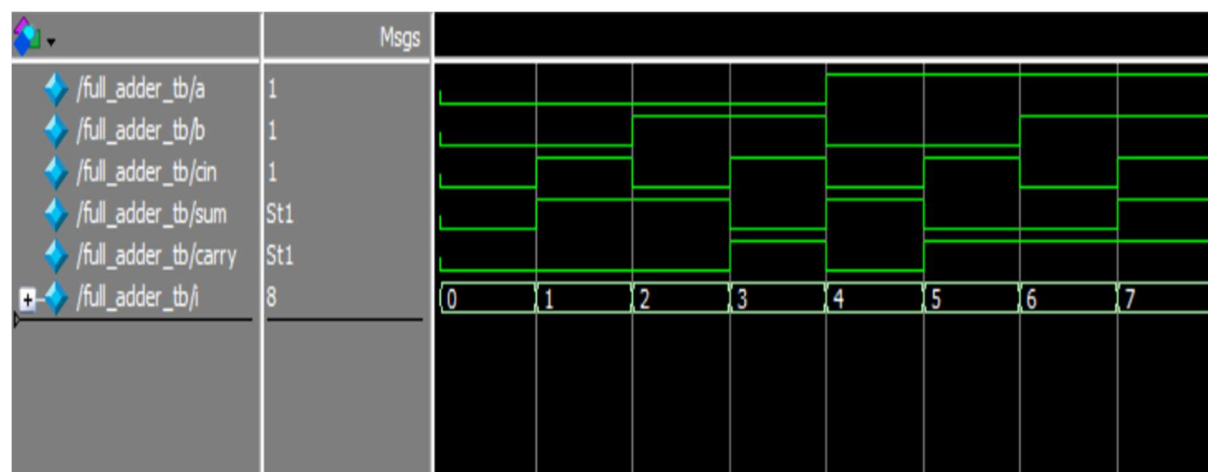 Msgs
/full_adder_tb/a 1
/full_adder_tb/b 1
/full_adder_tb/cin 1
/full_adder_tb/sum St1
/full_adder_tb/carry St1
/full_adder_tb/i 8 0 1 2 3 4 5 6 7